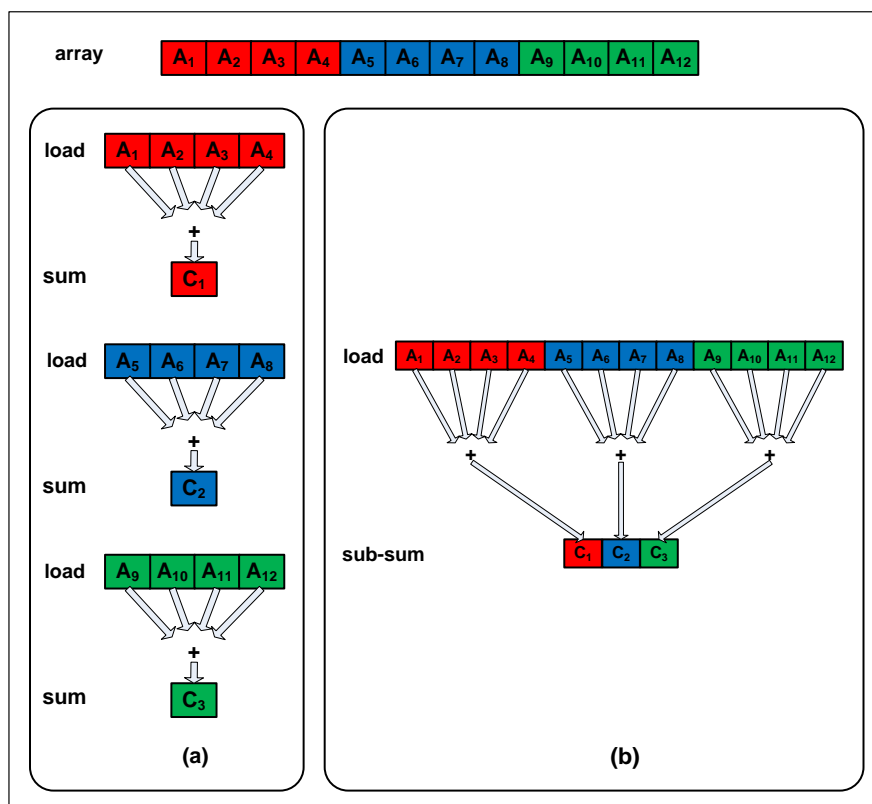 array A₁ A₂ A₃ A₄ A₅ A₆ A₇ A₈ A₉ A₁₀ A₁₁ A₁₂
load A₁ A₂ A₃ A₄
+
sum C₁
load A₅ A₆ A₇ A₈
+
sum C₂
load A₉ A₁₀ A₁₁ A₁₂
+
sum C₃
(a)
load A₁ A₂ A₃ A₄ A₅ A₆ A₇ A₈ A₉ A₁₀ A₁₁ A₁₂
+ + +
sub-sum C₁ C₂ C₃
(b)